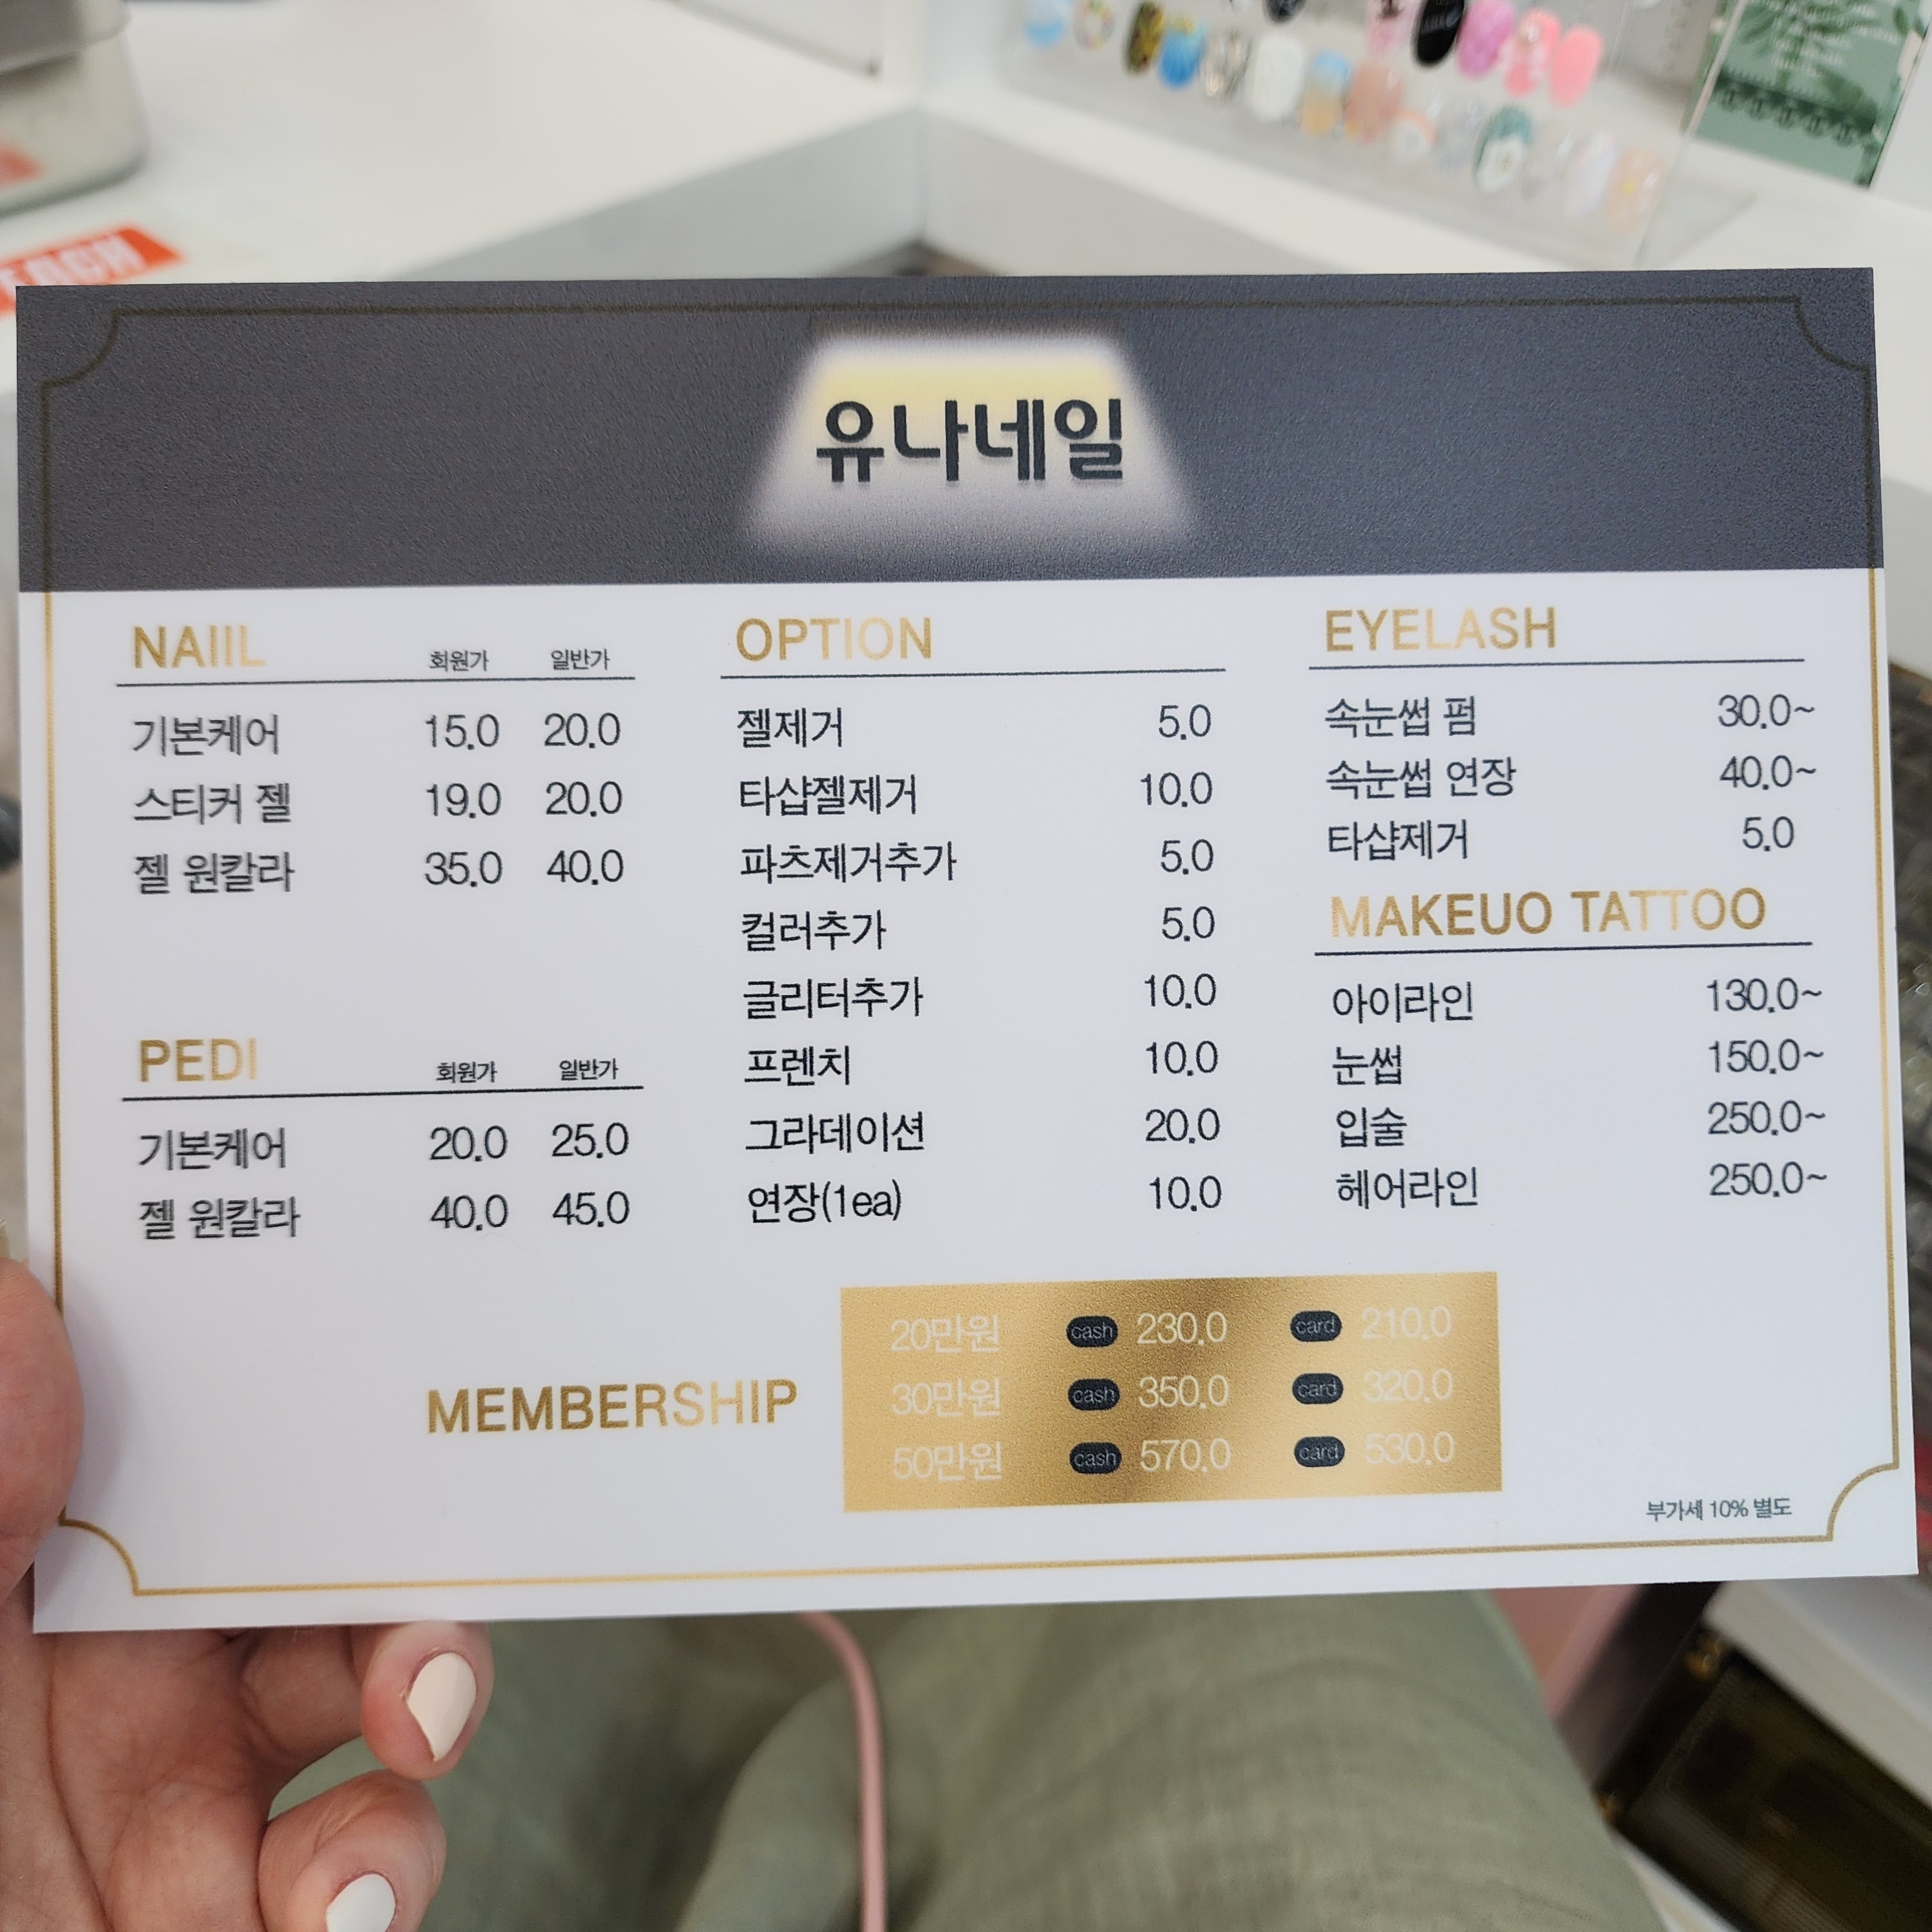 유나네일
NAIIL 회원가 일반가
기본케어 15.0 20.0
스티커 젤 19.0 20.0
젤 원칼라 35.0 40.0
PEDI 회원가 일반가
기본케어 20.0 25.0
젤 원칼라 40.0 45.0
OPTION
젤제거 5.0
타샵젤제거 10.0
파츠제거추가 5.0
컬러추가 5.0
글리터추가 10.0
프렌치 10.0
그라데이션 20.0
연장(1ea) 10.0
EYELASH
속눈썹 펌 30.0~
속눈썹 연장 40.0~
타샵제거 5.0
MAKEUO TATTOO
아이라인 130.0~
눈썹 150.0~
입술 250.0~
헤어라인 250.0~
MEMBERSHIP
20만원 cash 230.0 card 210.0
30만원 cash 350.0 card 320.0
50만원 cash 570.0 card 530.0
부가세 10% 별도